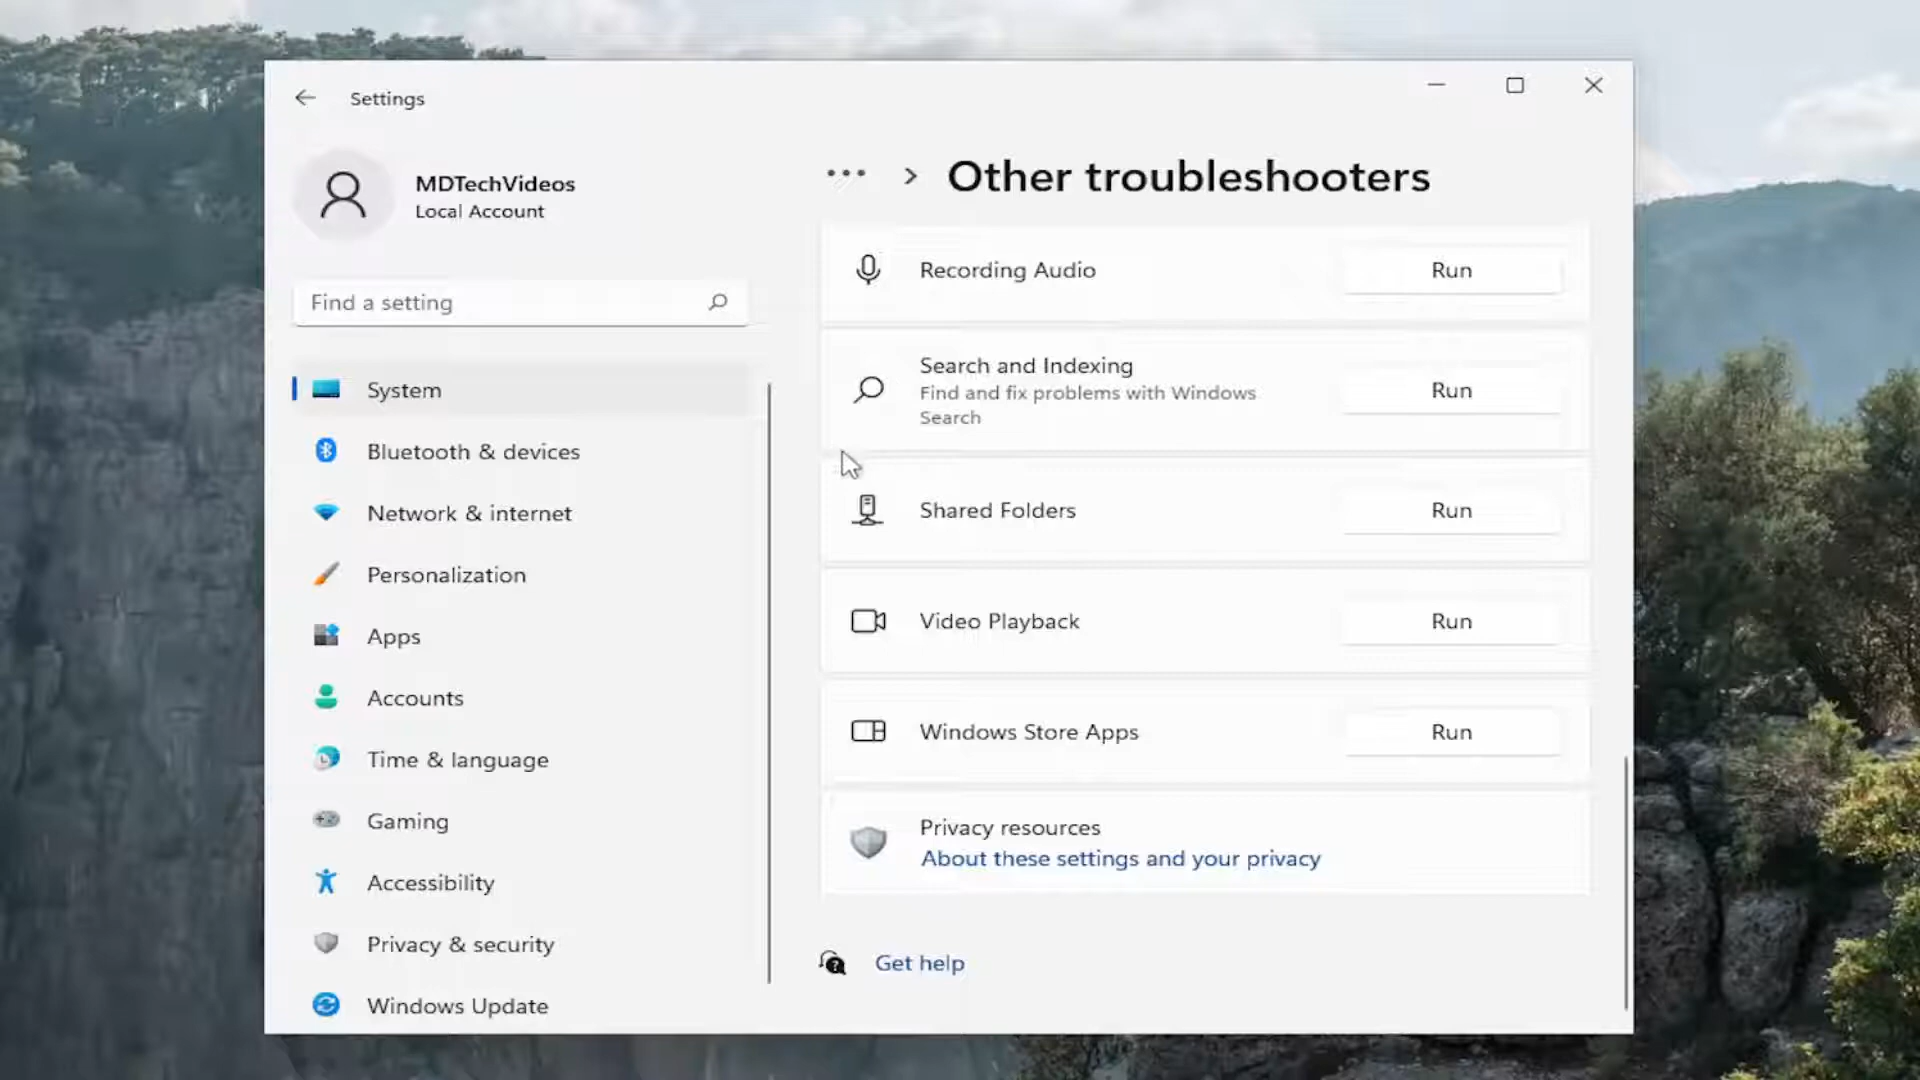 Settings
MDTechVideos
Local Account
Find a setting
System
Bluetooth & devices
Network & internet
Personalization
Apps
Accounts
Time & language
Gaming
Accessibility
Privacy & security
Windows Update
... > Other troubleshooters
Recording Audio
Run
Search and Indexing
Find and fix problems with Windows
Search
Run
Shared Folders
Run
Video Playback
Run
Windows Store Apps
Run
Privacy resources
About these settings and your privacy
Get help